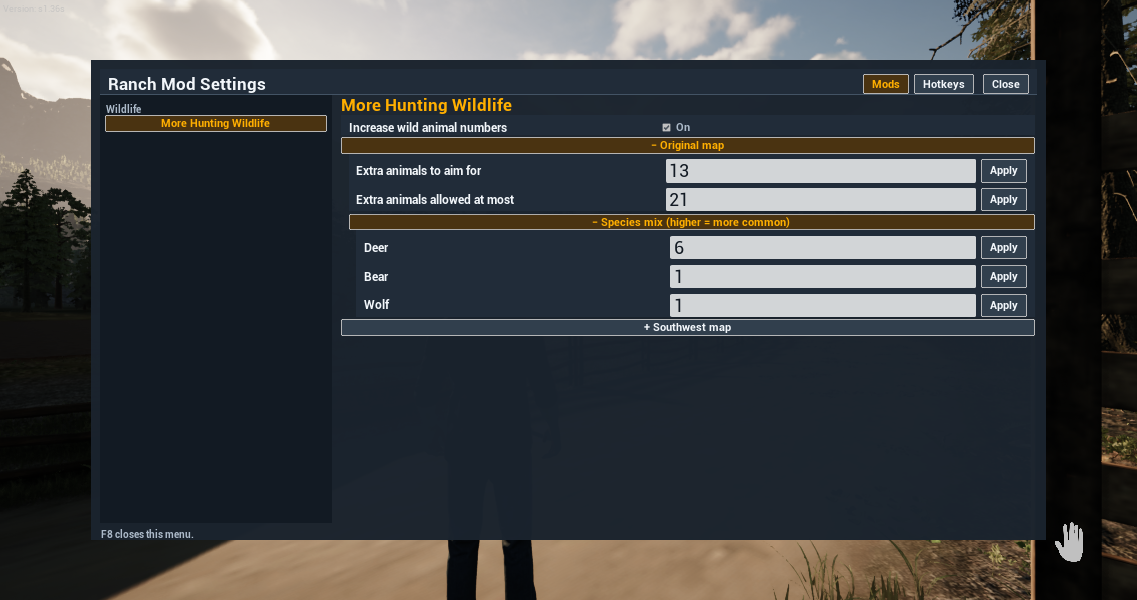 Ranch Mod Settings
Mods
Hotkeys
Close
Wildlife
More Hunting Wildlife
More Hunting Wildlife
Increase wild animal numbers
On
− Original map
Extra animals to aim for
13
Apply
Extra animals allowed at most
21
Apply
− Species mix (higher = more common)
Deer
6
Apply
Bear
1
Apply
Wolf
1
Apply
+ Southwest map
F8 closes this menu.